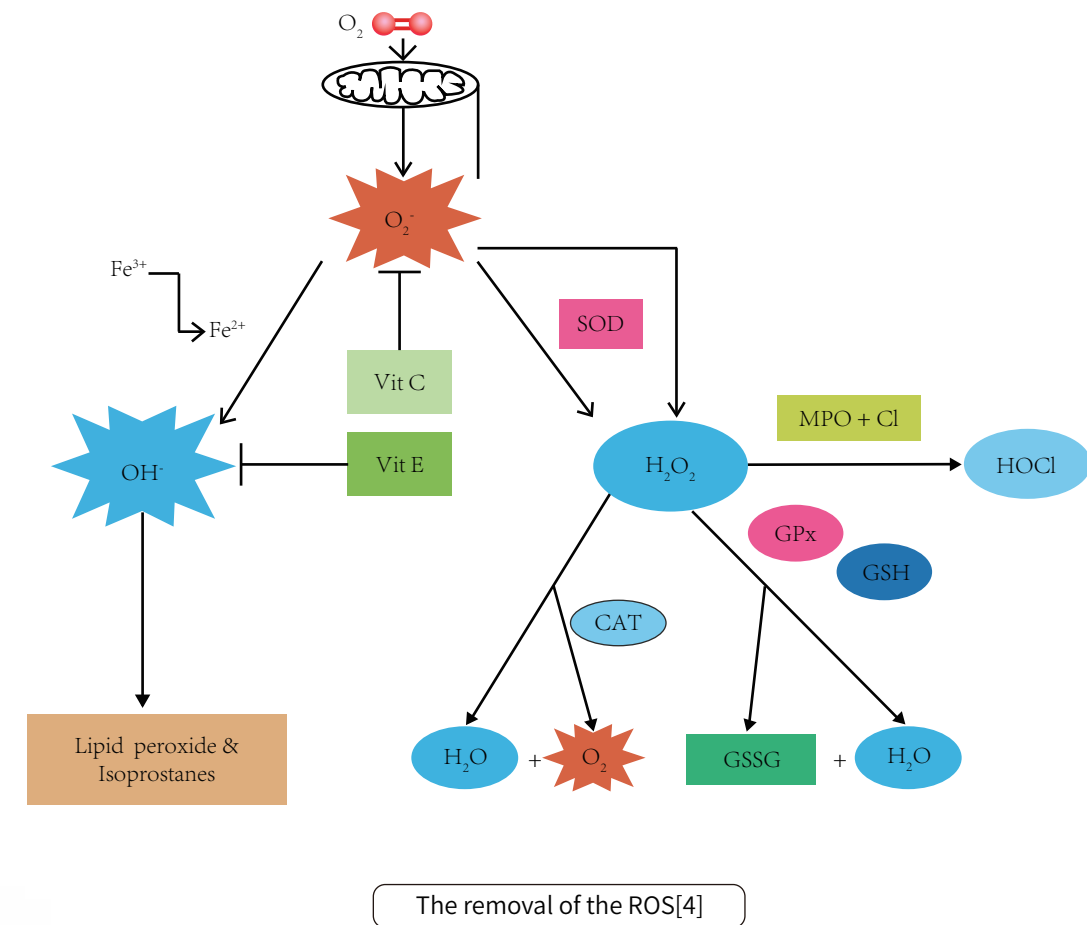 O₂
O₂⁻
Fe³⁺
Fe²⁺
SOD
Vit C
MPO + Cl
Vit E
OH⁻
H₂O₂
HOCl
GPx
GSH
CAT
Lipid peroxide &
Isoprostanes
H₂O + O₂
GSSG + H₂O
The removal of the ROS[4]